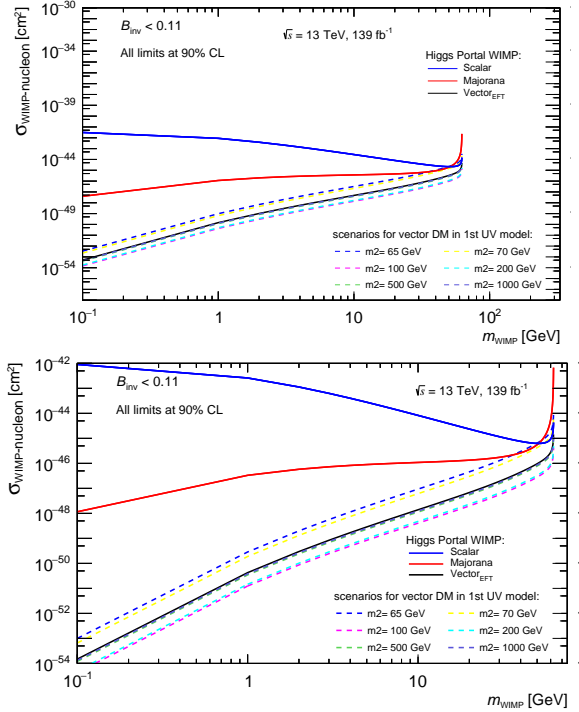 10⁻³⁰
B_inv < 0.11
√s = 13 TeV, 139 fb⁻¹
All limits at 90% CL
Higgs Portal WIMP:
Scalar
Majorana
Vector_EFT
10⁻³⁴
10⁻³⁹
10⁻⁴⁴
10⁻⁴⁹
10⁻⁵⁴
σ_WIMP-nucleon [cm²]
scenarios for vector DM in 1st UV model:
m2= 65 GeV m2= 70 GeV
m2= 100 GeV m2= 200 GeV
m2= 500 GeV m2= 1000 GeV
10⁻¹ 1 10 10²
m_WIMP [GeV]
10⁻⁴²
B_inv < 0.11
√s = 13 TeV, 139 fb⁻¹
All limits at 90% CL
10⁻⁴⁴
10⁻⁴⁶
10⁻⁴⁸
10⁻⁵⁰
10⁻⁵²
10⁻⁵⁴
σ_WIMP-nucleon [cm²]
Higgs Portal WIMP:
Scalar
Majorana
Vector_EFT
scenarios for vector DM in 1st UV model:
m2= 65 GeV m2= 70 GeV
m2= 100 GeV m2= 200 GeV
m2= 500 GeV m2= 1000 GeV
10⁻¹ 1 10
m_WIMP [GeV]